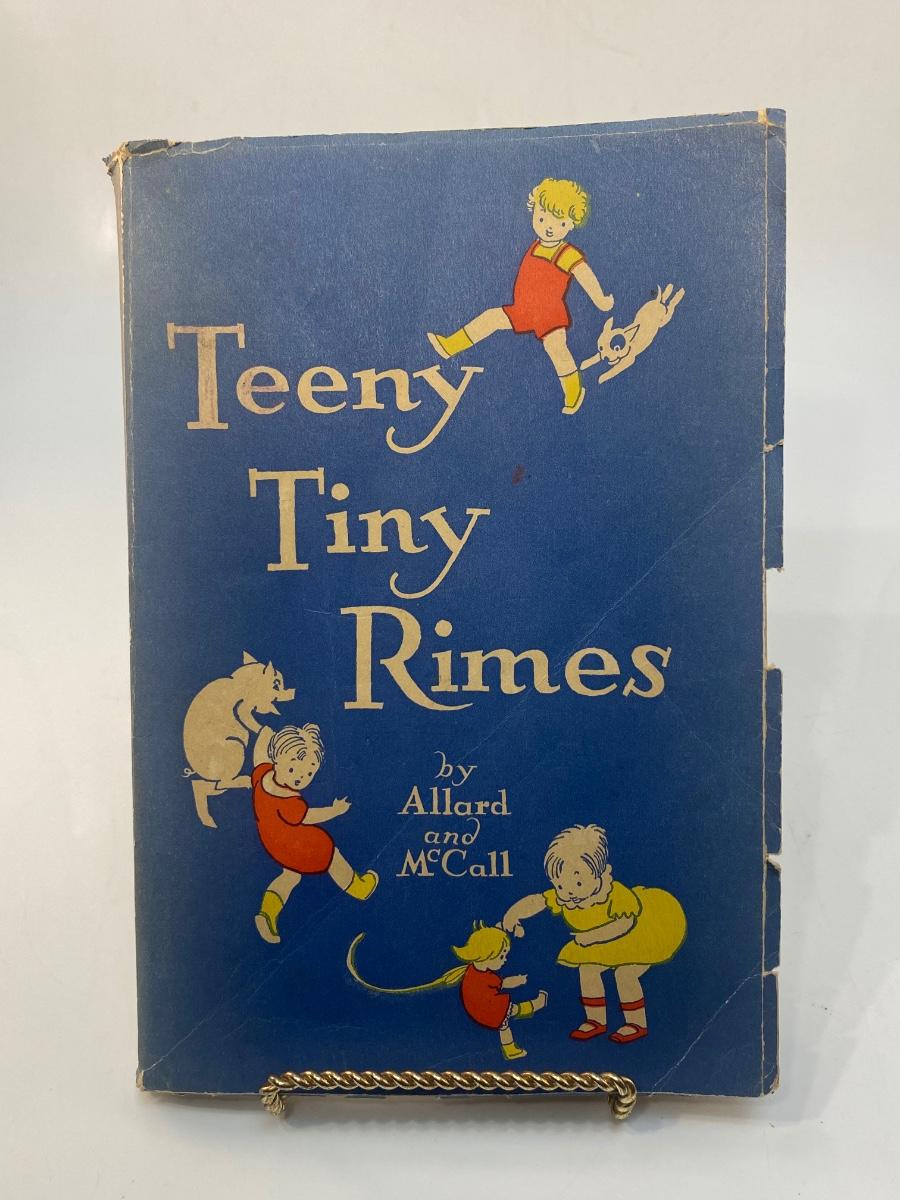 Teeny
Tiny
Rimes
by
Allard
and
McCall